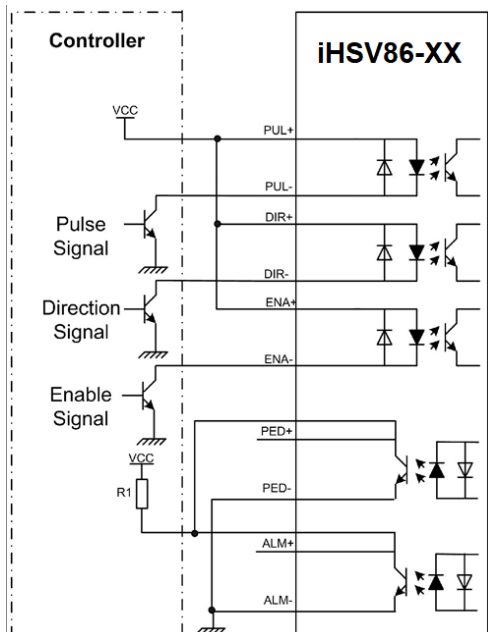 Controller
iHSV86-XX
VCC
PUL+
PUL-
Pulse
Signal
DIR+
DIR-
Direction
Signal
ENA+
ENA-
Enable
Signal
PED+
VCC
R1
PED-
ALM+
ALM-